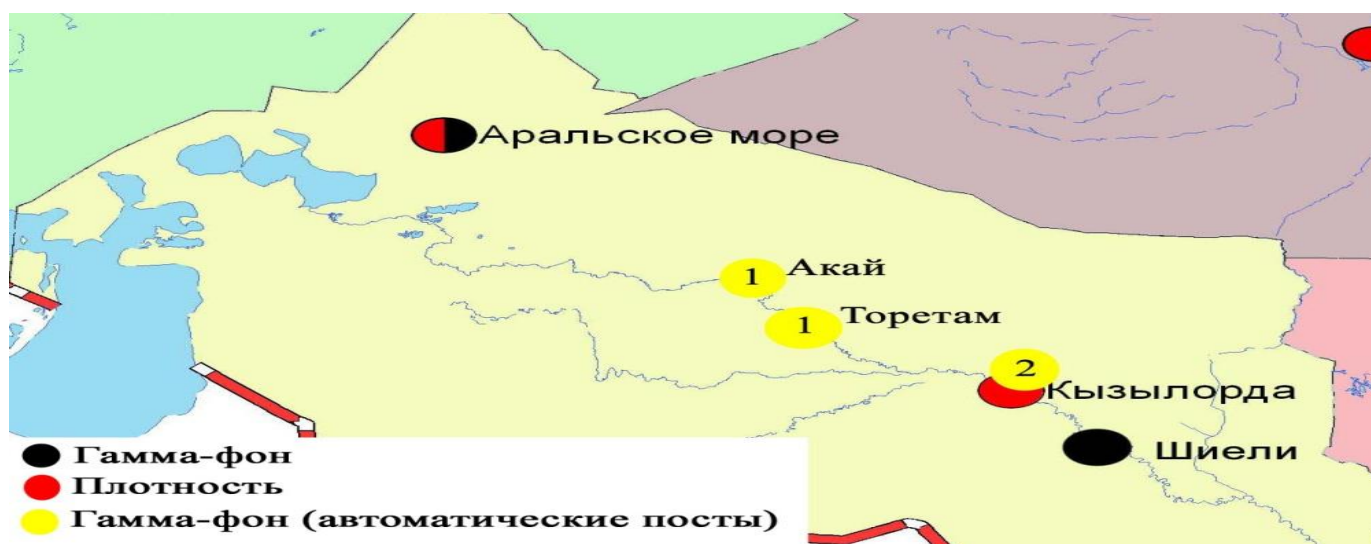 Аральское море
1 Акай
1 Торетам
2
Кызылорда
Шиели
Гамма-фон
Плотность
Гамма-фон (автоматические посты)